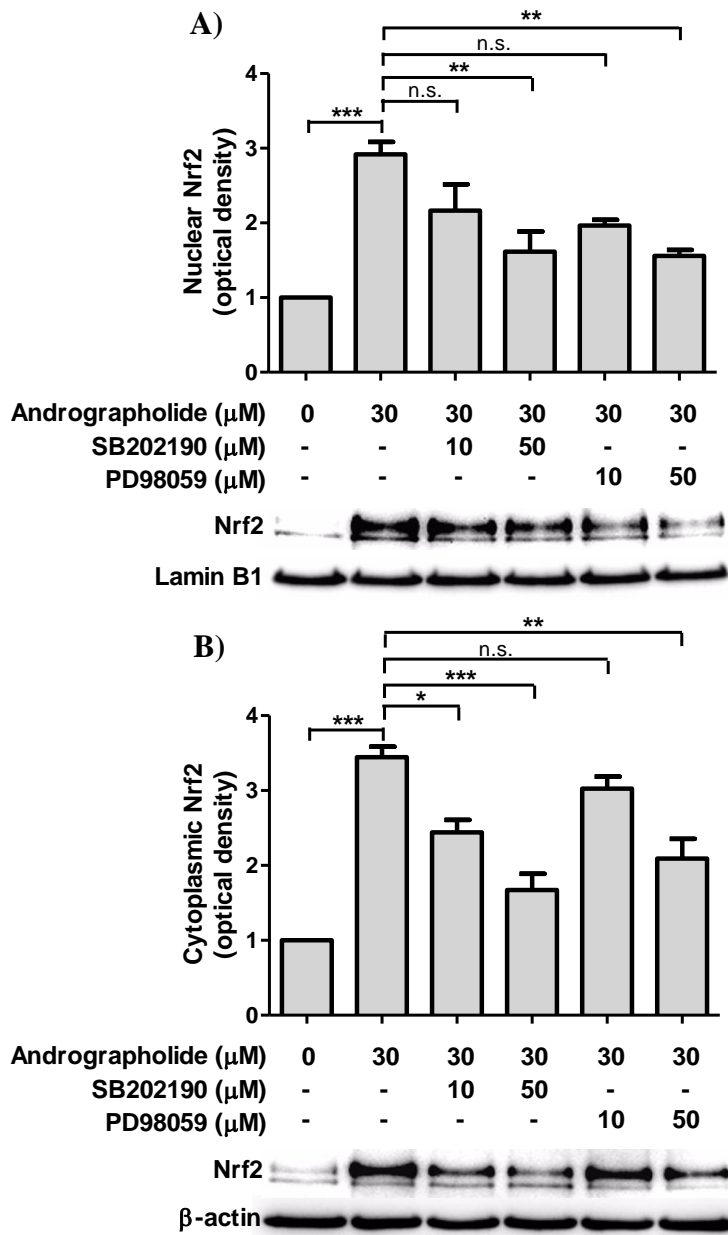 A)
**
n.s.
**
n.s.
***
4
3
2
1
0
Nuclear Nrf2
(optical density)
Andrographolide (μM) 0 30 30 30 30 30
SB202190 (μM) - - 10 50 - -
PD98059 (μM) - - - - 10 50
Nrf2
Lamin B1
B)
**
n.s.
***
*
***
4
3
2
1
0
Cytoplasmic Nrf2
(optical density)
Andrographolide (μM) 0 30 30 30 30 30
SB202190 (μM) - - 10 50 - -
PD98059 (μM) - - - - 10 50
Nrf2
β-actin